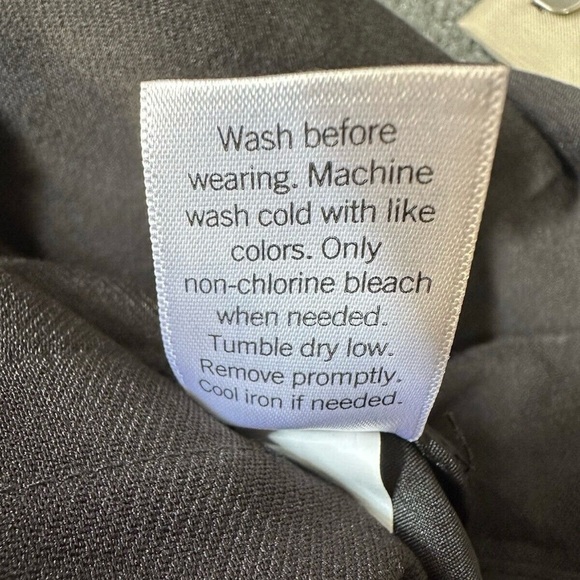 Wash before
wearing. Machine
wash cold with like
colors. Only
non-chlorine bleach
when needed.
Tumble dry low.
Remove promptly.
Cool iron if needed.